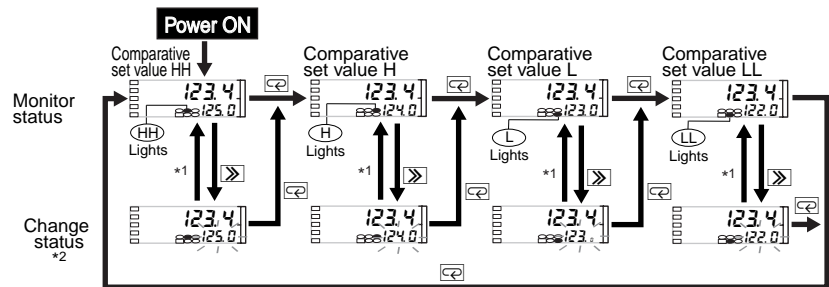 Power ON
Comparative set value HH
Comparative set value H
Comparative set value L
Comparative set value LL
Monitor status
123.4
125.0
HH
Lights
123.4
124.0
H
Lights
123.4
123.0
L
Lights
123.4
122.0
LL
Lights
*1
*1
*1
*1
Change status
*2
123.4
125.0
123.4
124.0
123.4
123.
123.4
122.0